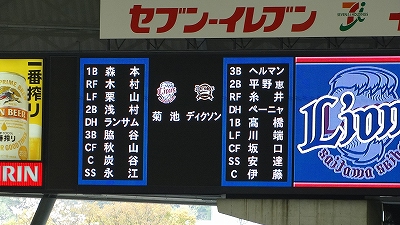 セブン-イレブン
一番搾り
KIRIN
1B 森本
RF 木村
LF 栗山
2B 浅村
DH ランサム
3B 脇谷
CF 秋山
C 炭谷
SS 永江
菊池 ディクソン
3B ヘルマン
2B 平野恵
RF 糸井
DH ペーニャ
1B 高橋
LF 川端
CF 坂口
SS 安達
C 伊藤
Lions